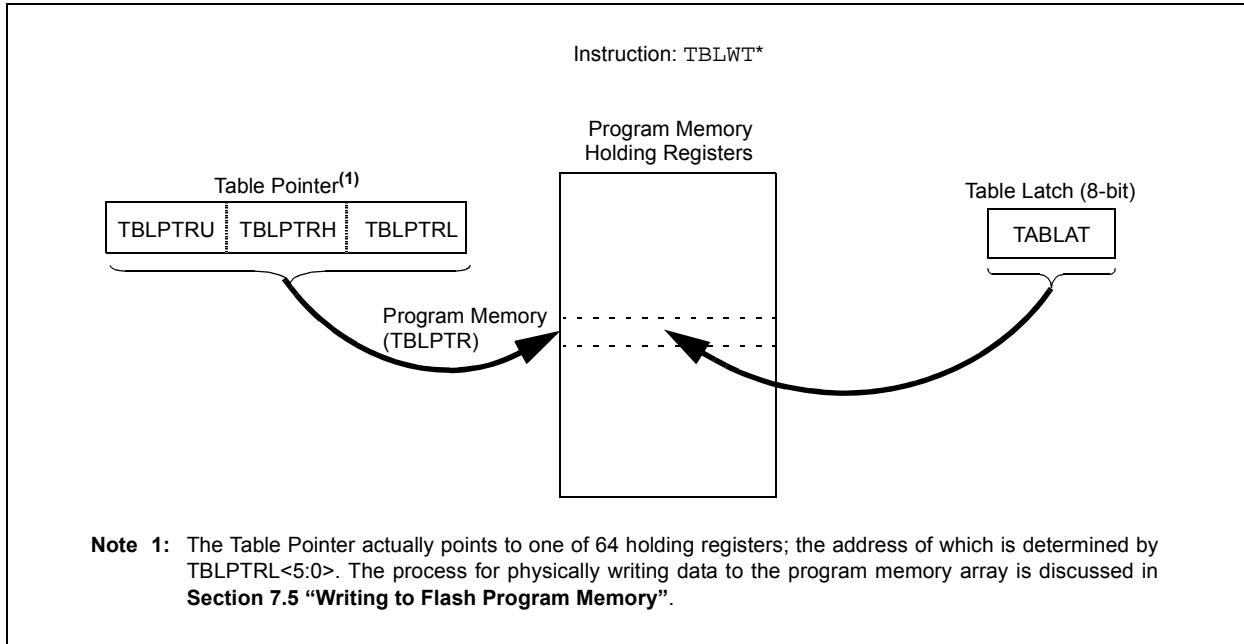 Instruction: TBLWT*
Program Memory
Holding Registers
Table Pointer(1)
Table Latch (8-bit)
TBLPTRU TBLPTRH TBLPTRL
TABLAT
Program Memory
(TBLPTR)
Note 1: The Table Pointer actually points to one of 64 holding registers; the address of which is determined by
TBLPTRL<5:0>. The process for physically writing data to the program memory array is discussed in
Section 7.5 “Writing to Flash Program Memory”.